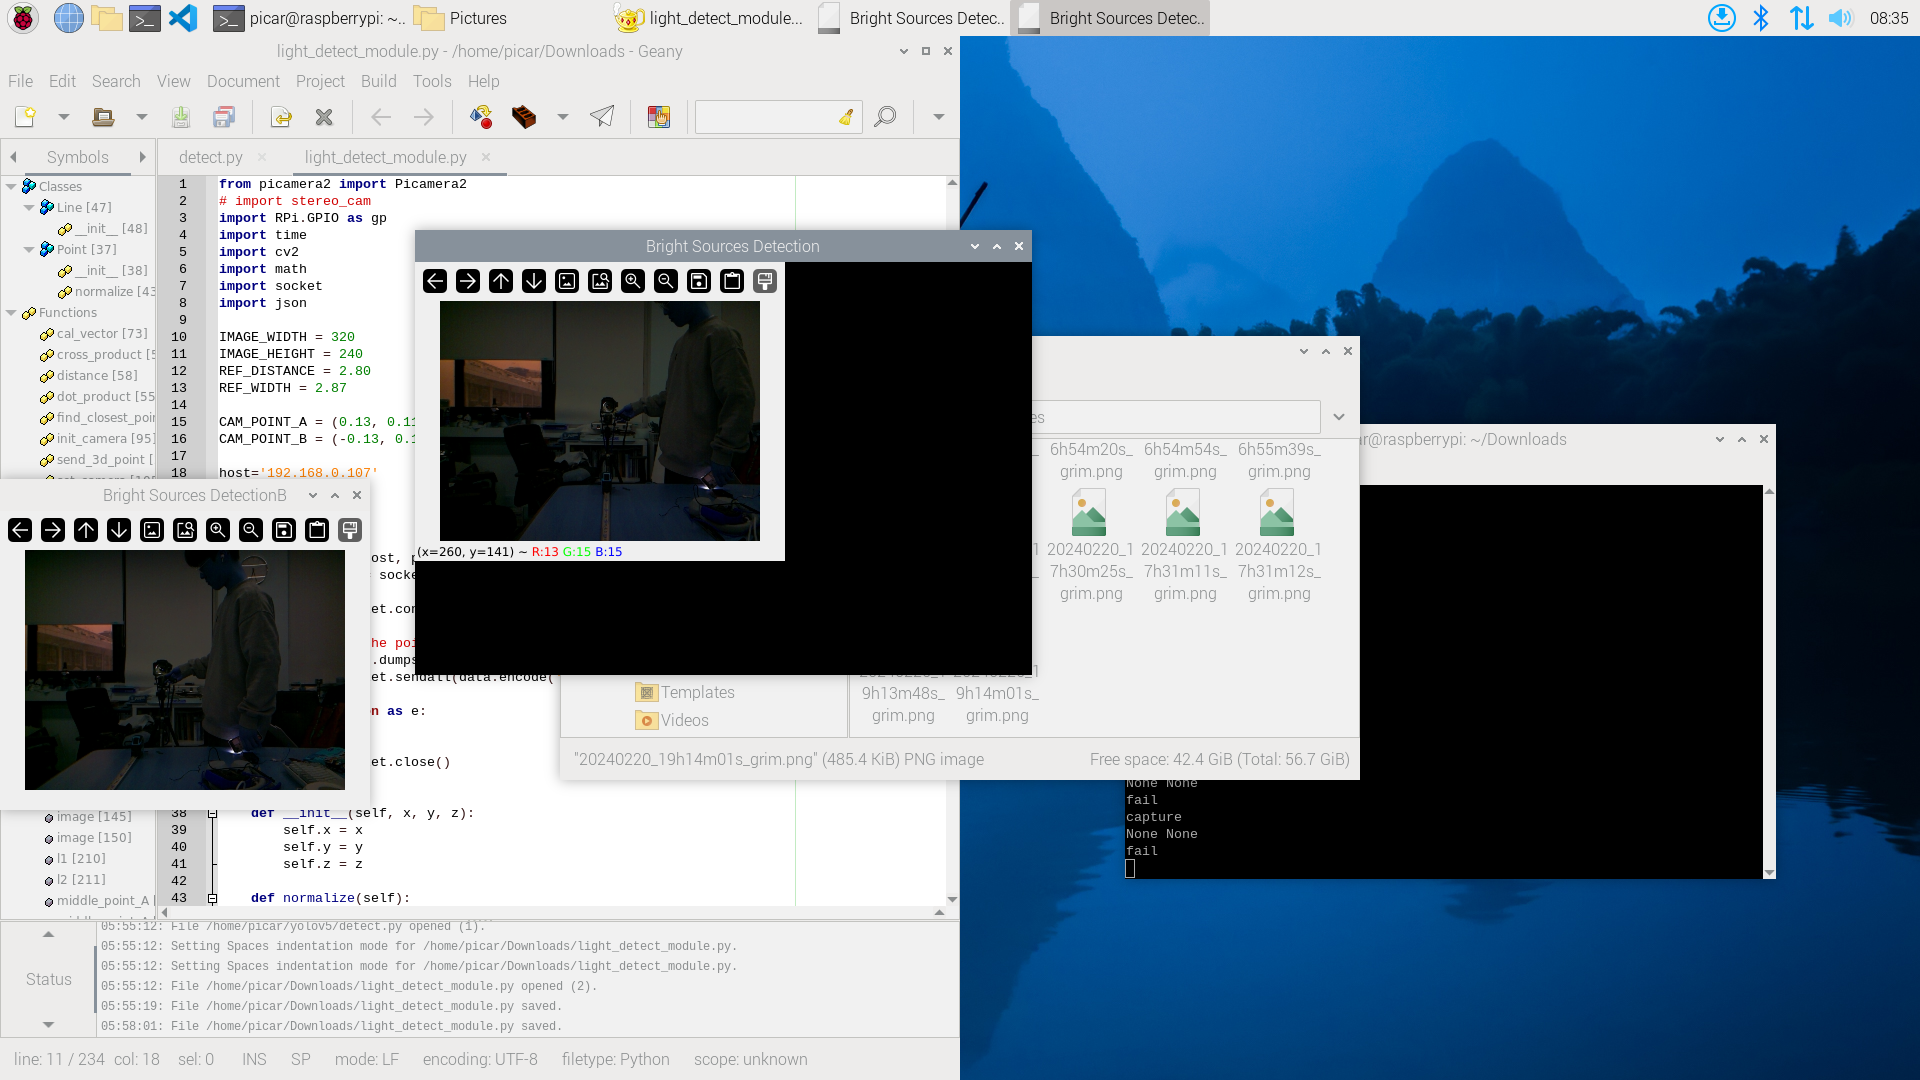 picar@raspberrypi: ~..
Pictures
light_detect_module...
Bright Sources Detec..
Bright Sources Detec..
08:35
light_detect_module.py - /home/picar/Downloads - Geany
File Edit Search View Document Project Build Tools Help
Symbols
detect.py
light_detect_module.py
Classes
Line [47]
__init__ [48]
Point [37]
__init__ [38]
normalize [43
Functions
cal_vector [73]
cross_product [5
distance [58]
dot_product [55
find_closest_poi
init_camera [95]
send_3d_point [
1 from picamera2 import Picamera2
2 # import stereo_cam
3 import RPi.GPIO as gp
4 import time
5 import cv2
6 import math
7 import socket
8 import json
9
10 IMAGE_WIDTH = 320
11 IMAGE_HEIGHT = 240
12 REF_DISTANCE = 2.80
13 REF_WIDTH = 2.87
14
15 CAM_POINT_A = (0.13, 0.11
16 CAM_POINT_B = (-0.13, 0.1
17
18 host='192.168.0.107'
Bright Sources Detection
(x=260, y=141) ~ R:13 G:15 B:15
Bright Sources DetectionB
ost, p
socke
et.con
he poi
.dumps
et.sendall(data.encode(
n as e:
et.close()
image [145]
image [150]
l1 [210]
l2 [211]
middle_point_A
38 def __init__(self, x, y, z):
39 self.x = x
40 self.y = y
41 self.z = z
42
43 def normalize(self):
es
6h54m20s_
grim.png
6h54m54s_
grim.png
6h55m39s_
grim.png
20240220_1
7h30m25s_
grim.png
20240220_1
7h31m11s_
grim.png
20240220_1
7h31m12s_
grim.png
9h13m48s_
grim.png
9h14m01s_
grim.png
Templates
Videos
"20240220_19h14m01s_grim.png" (485.4 KiB) PNG image
Free space: 42.4 GiB (Total: 56.7 GiB)
ar@raspberrypi: ~/Downloads
None None
fail
capture
None None
fail
Status
05:55:12: File /home/picar/yolov5/detect.py opened (1).
05:55:12: Setting Spaces indentation mode for /home/picar/Downloads/light_detect_module.py.
05:55:12: Setting Spaces indentation mode for /home/picar/Downloads/light_detect_module.py.
05:55:12: File /home/picar/Downloads/light_detect_module.py opened (2).
05:55:19: File /home/picar/Downloads/light_detect_module.py saved.
05:58:01: File /home/picar/Downloads/light_detect_module.py saved.
line: 11 / 234 col: 18 sel: 0 INS SP mode: LF encoding: UTF-8 filetype: Python scope: unknown